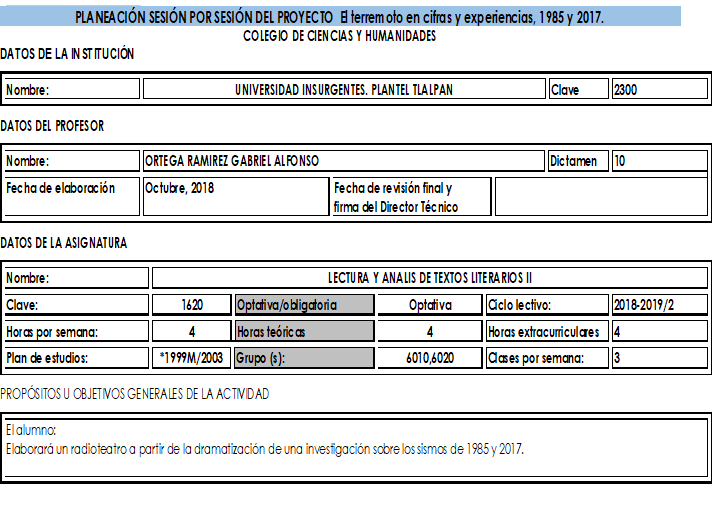 PLANEACIÓN SESIÓN POR SESIÓN DEL PROYECTO El terremoto en cifras y experiencias, 1985 y 2017.
COLEGIO DE CIENCIAS Y HUMANIDADES
DATOS DE LA INSTITUCIÓN
Nombre: UNIVERSIDAD INSURGENTES. PLANTEL TLALPAN Clave 2300
DATOS DEL PROFESOR
Nombre: ORTEGA RAMIREZ GABRIEL ALFONSO Dictamen 10
Fecha de elaboración Octubre, 2018 Fecha de revisión final y
firma del Director Técnico
DATOS DE LA ASIGNATURA
Nombre: LECTURA Y ANALIS DE TEXTOS LITERARIOS II
Clave: 1620 Optativa/obligatoria Optativa Ciclo lectivo: 2018-2019/2
Horas por semana: 4 Horas teóricas 4 Horas extracurriculares 4
Plan de estudios: *1999M/2003 Grupo (s): 6010,6020 Clases por semana: 3
PROPÓSITOS U OBJETIVOS GENERALES DE LA ACTIVIDAD
El alumno:
Elaborará un radioteatro a partir de la dramatización de una investigación sobre los sismos de 1985 y 2017.